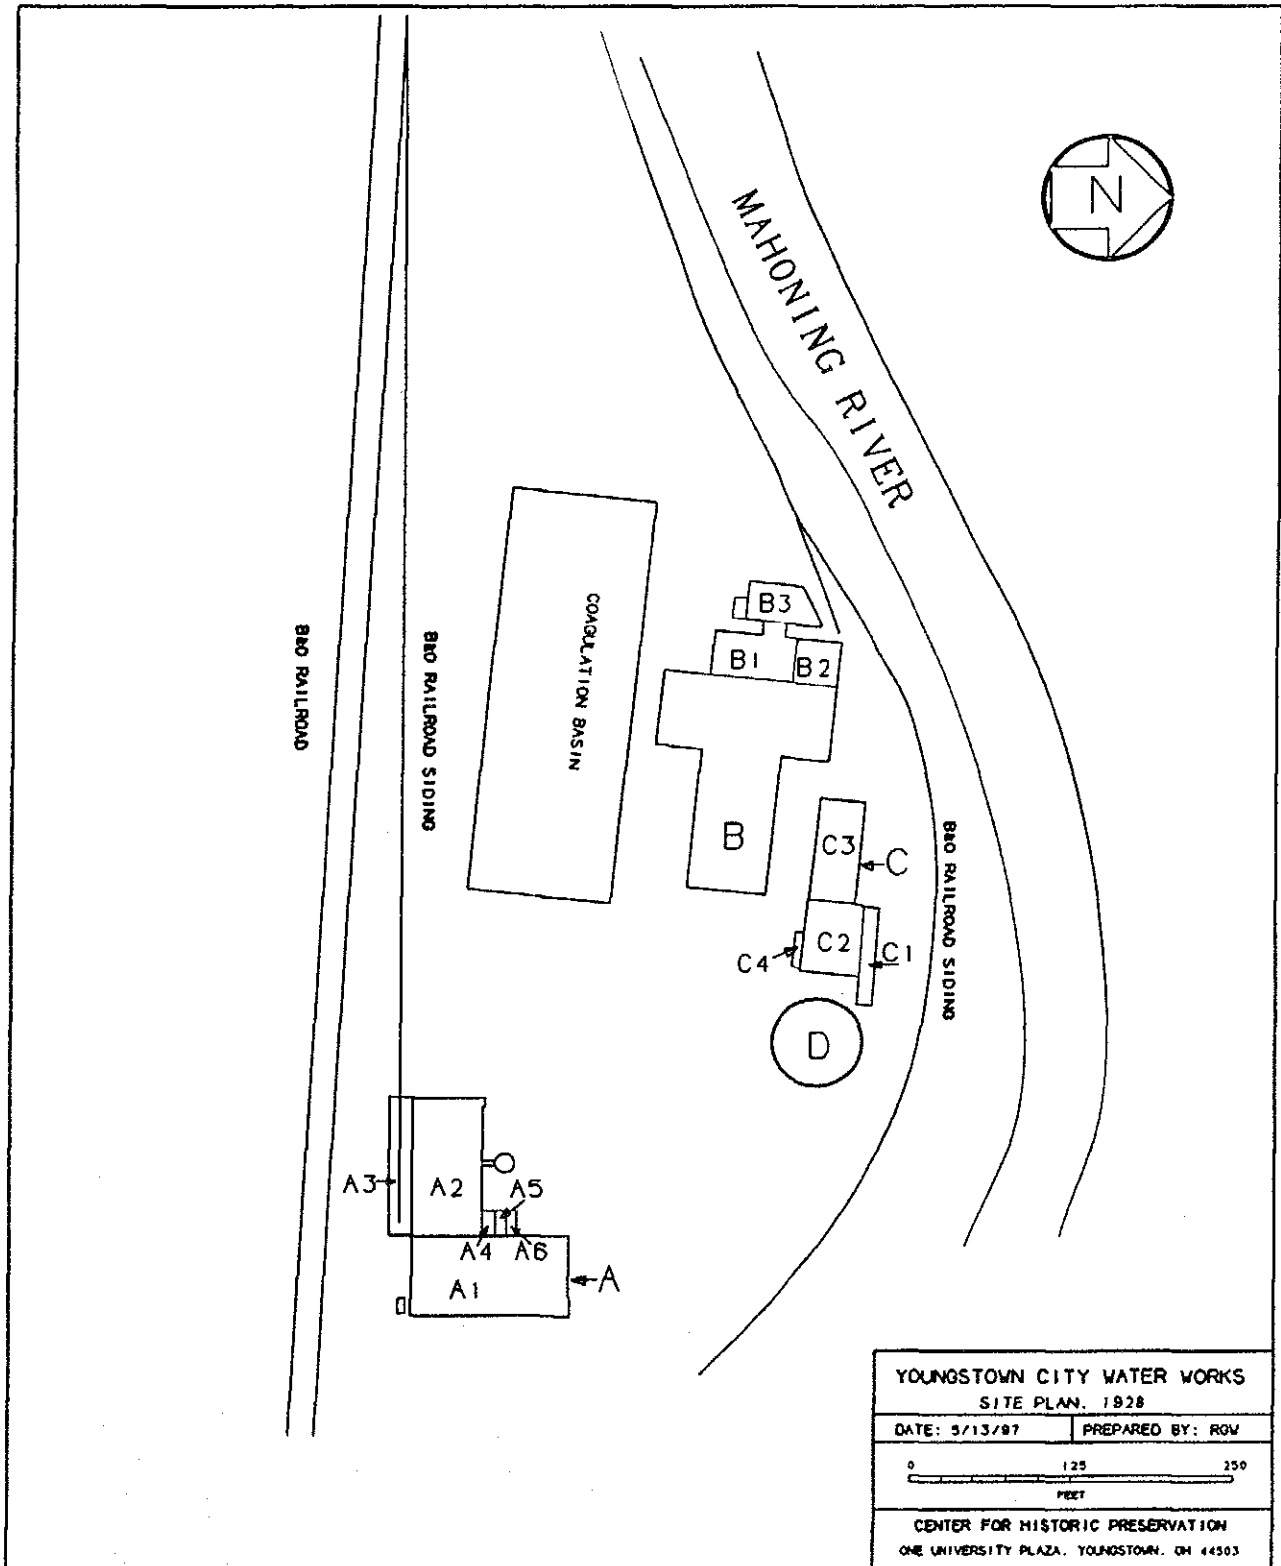 N
MAHONING RIVER
COAGULATION BASIN
B&O RAILROAD
B&O RAILROAD SIDING
B3
B1
B2
B
C3
C
C2
C1
C4
B&O RAILROAD SIDING
D
A3
A2
A5
A4
A6
A1
A
YOUNGSTOWN CITY WATER WORKS
SITE PLAN, 1928
DATE: 5/13/97
PREPARED BY: RGW
0 125 250
FEET
CENTER FOR HISTORIC PRESERVATION
ONE UNIVERSITY PLAZA, YOUNGSTOWN, OH 44503